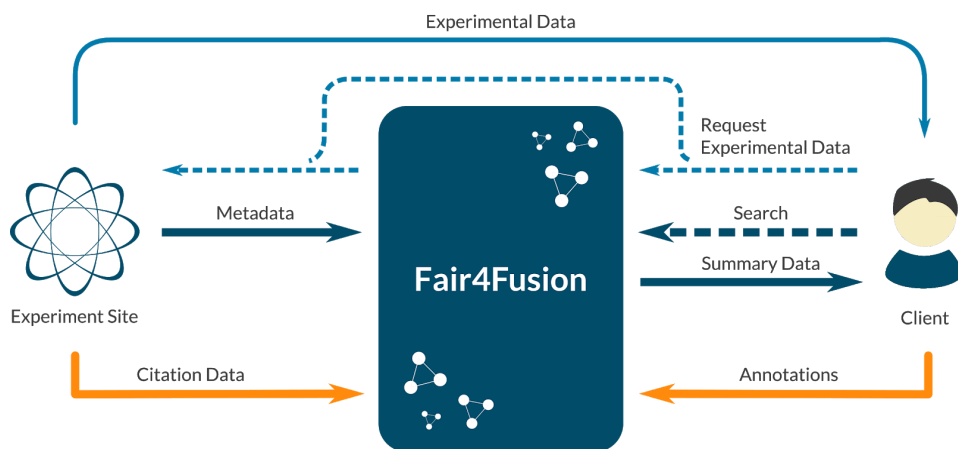 Experimental Data
Request
Experimental Data
Metadata
Search
Fair4Fusion
Summary Data
Experiment Site
Client
Citation Data
Annotations